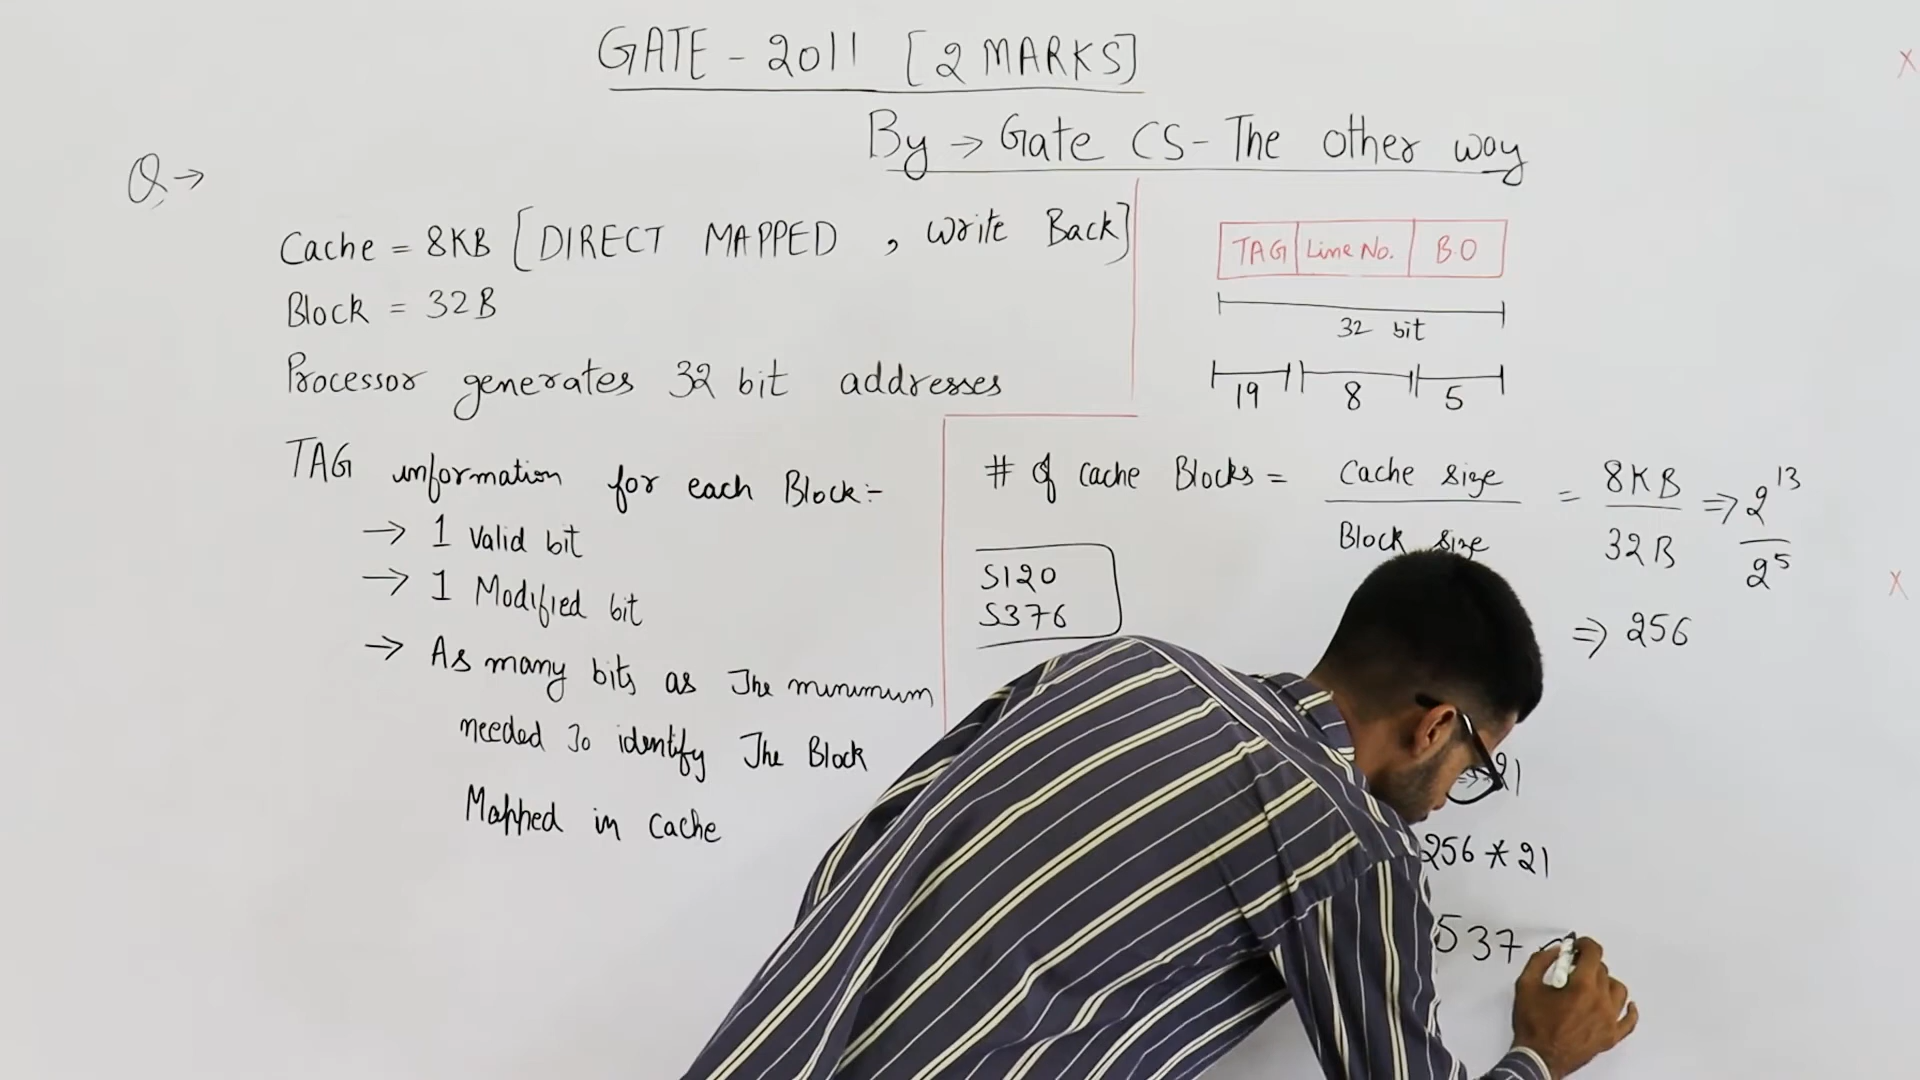 GATE - 2011 [2 MARKS]
By → Gate CS - The other way
Q →
Cache = 8KB [DIRECT MAPPED , Write Back]
Block = 32B
Processor generates 32 bit addresses
TAG information for each Block:-
→ 1 Valid bit
→ 1 Modified bit
→ As many bits as The minimum
needed To identify The Block
Mapped in cache
TAG Line No. B.O
32 bit
19 8 5
# of cache Blocks = Cache size / Block size = 8KB / 32B ⇒ 2^13 / 2^5
⇒ 256
5120
5376
21
256 * 21
537